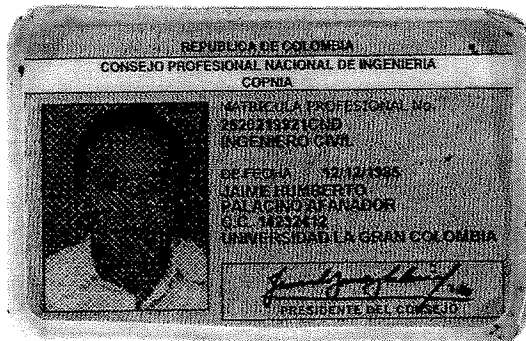 REPUBLICA DE COLOMBIA
CONSEJO PROFESIONAL NACIONAL DE INGENIERIA
COPNIA
MATRICULA PROFESIONAL No
INGENIERO CIVIL
DE FECHA 12/12/1985
JAIME HUMBERTO
PALACINO AFANADOR
C.C.
UNIVERSIDAD LA GRAN COLOMBIA
PRESIDENTE DEL CONSEJO